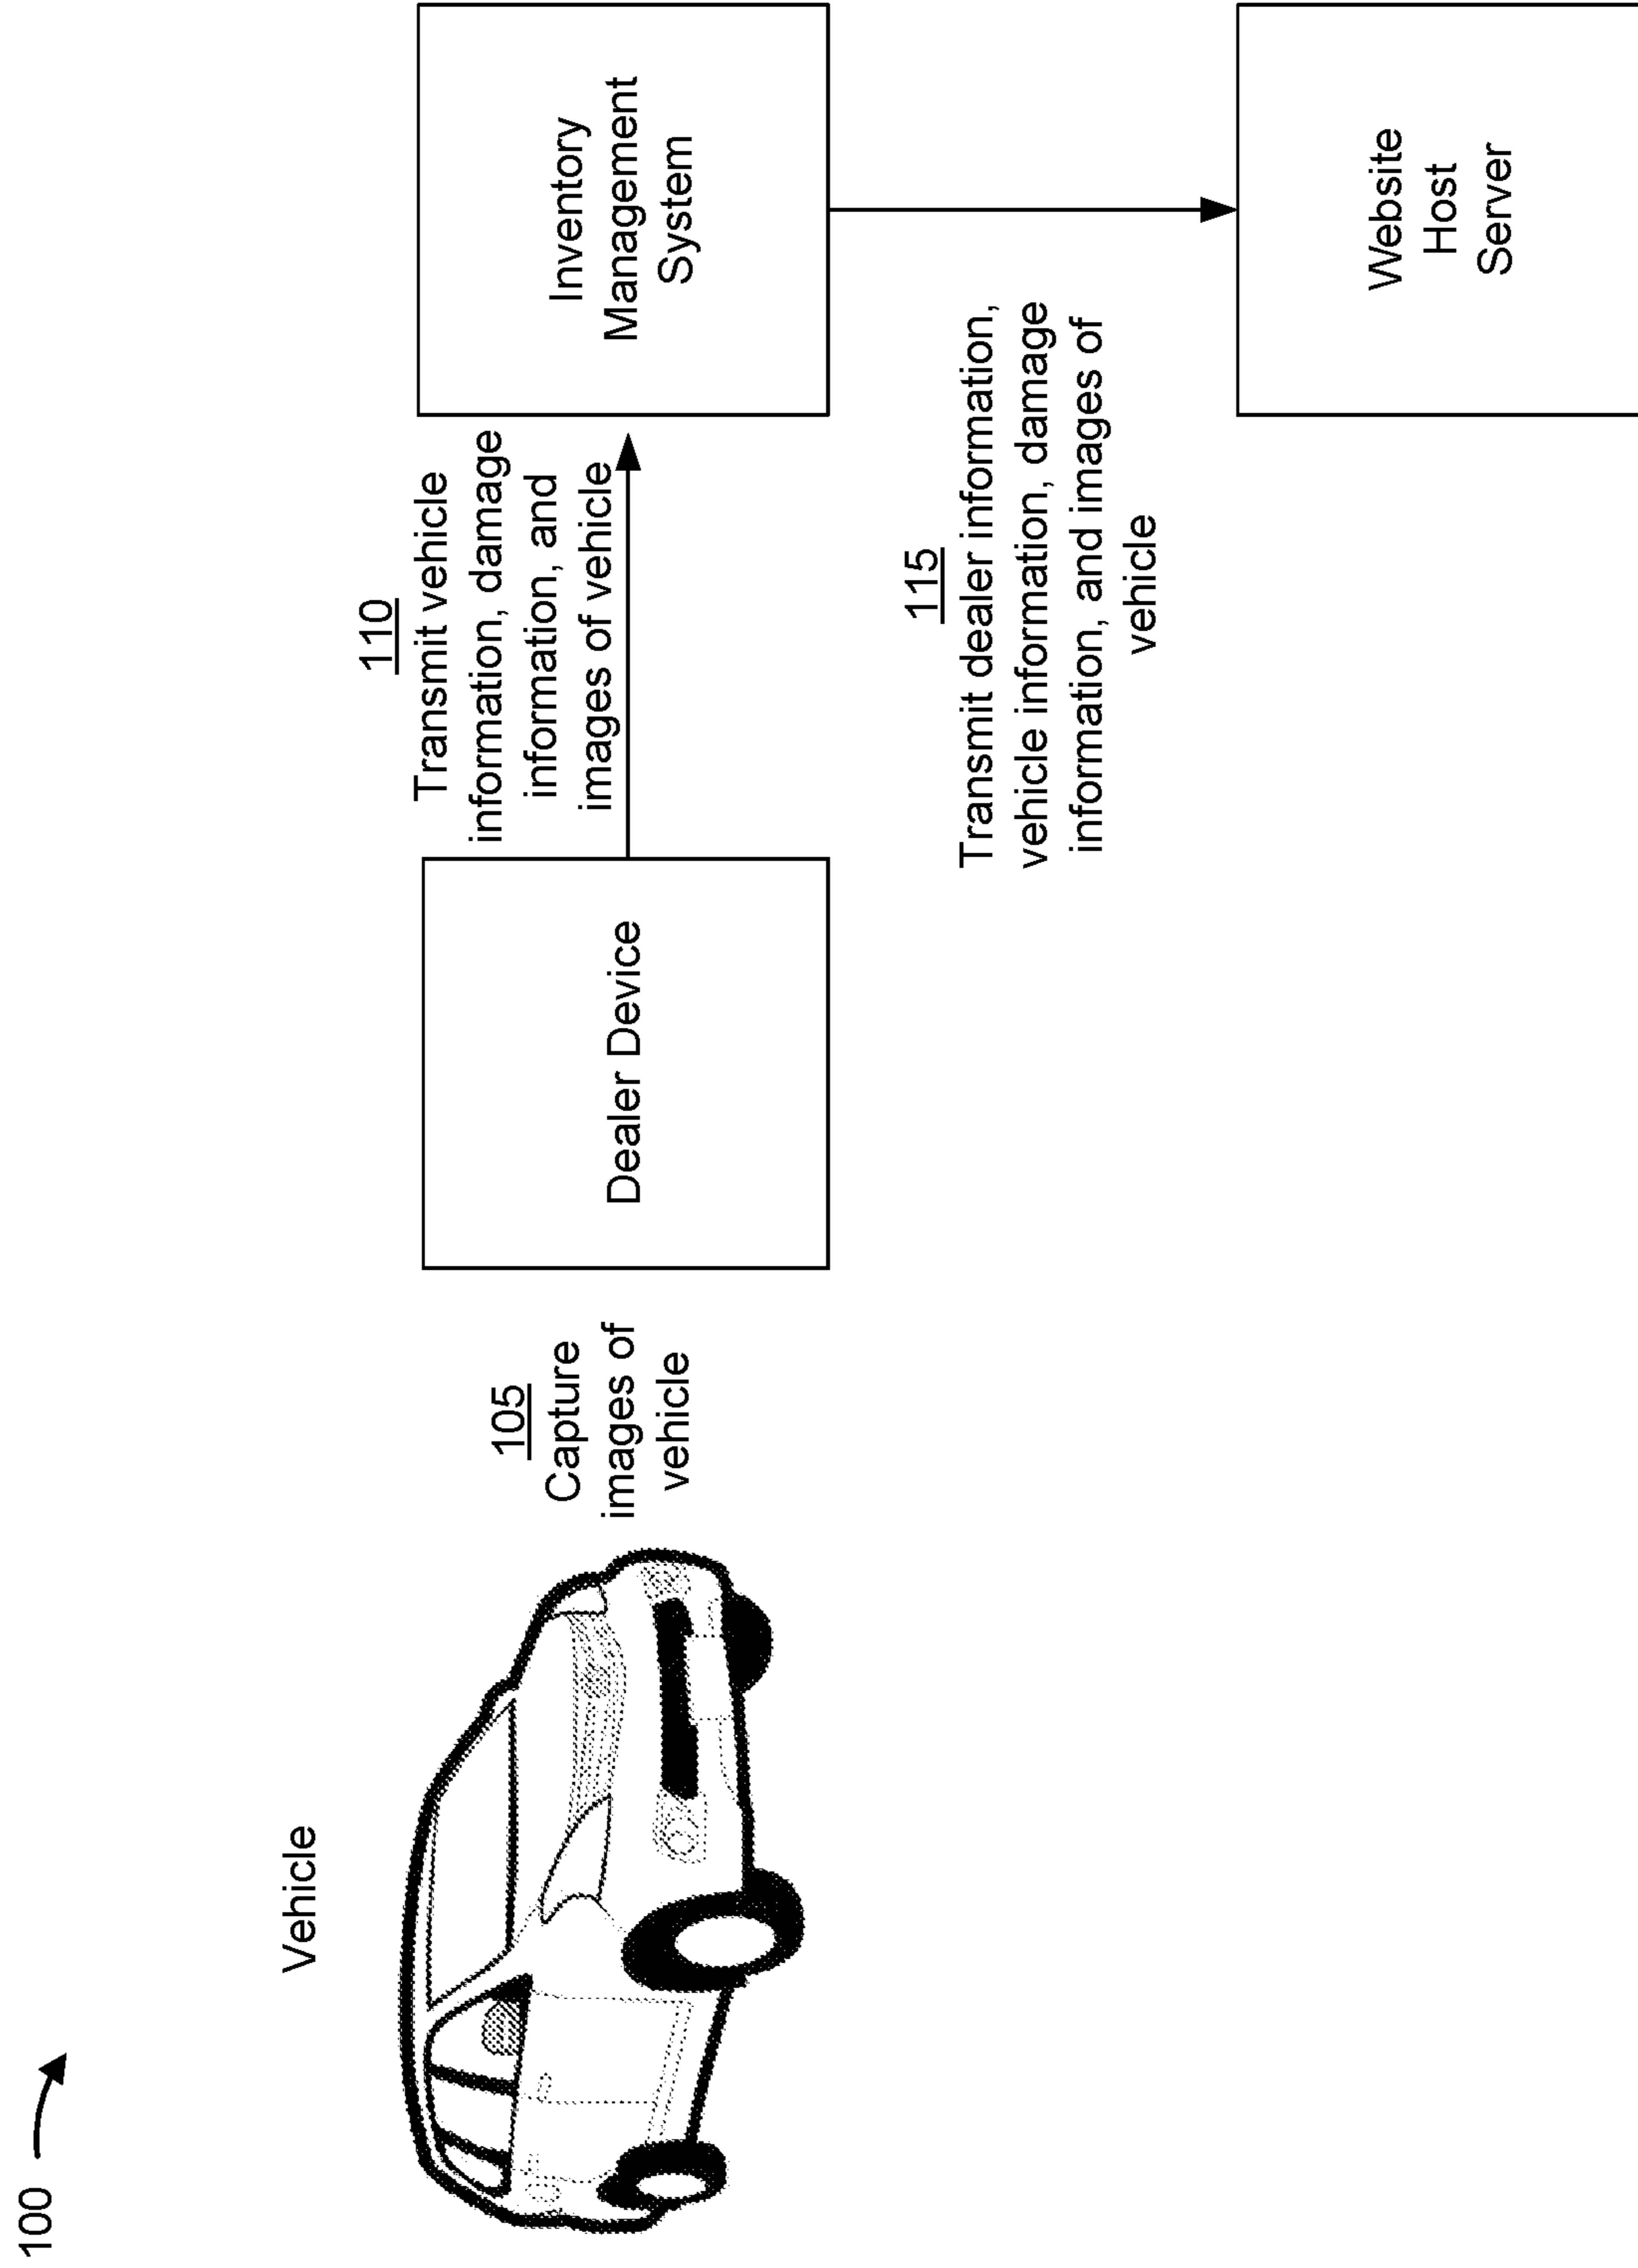 100
Vehicle
105
Capture
images of
vehicle
Dealer Device
110
Transmit vehicle
information, damage
information, and
images of vehicle
Inventory
Management
System
115
Transmit dealer information,
vehicle information, damage
information, and images of
vehicle
Website
Host
Server